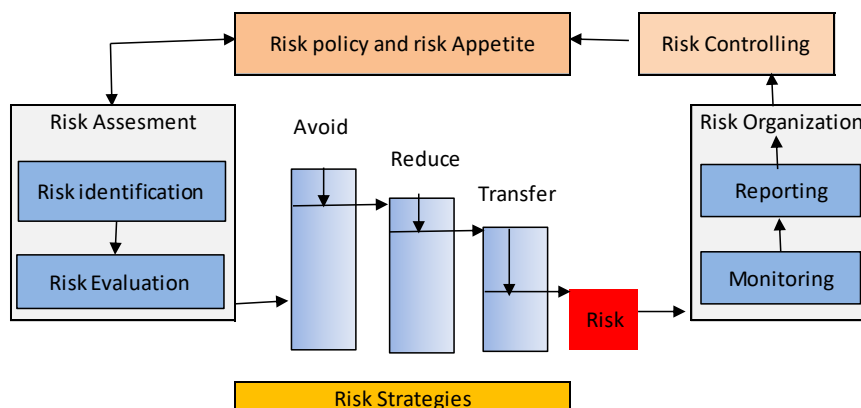 Risk policy and risk Appetite
Risk Controlling
Risk Assesment
Risk identification
Risk Evaluation
Avoid
Reduce
Transfer
Risk
Risk Organization
Reporting
Monitoring
Risk Strategies